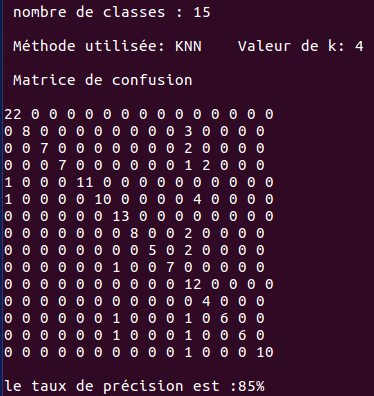 nombre de classes : 15
Méthode utilisée: KNN Valeur de k: 4
Matrice de confusion
22 0 0 0 0 0 0 0 0 0 0 0 0 0 0
0 8 0 0 0 0 0 0 0 0 3 0 0 0 0
0 0 7 0 0 0 0 0 0 0 2 0 0 0 0
0 0 0 7 0 0 0 0 0 0 1 2 0 0 0
1 0 0 0 11 0 0 0 0 0 0 0 0 0 0
1 0 0 0 0 10 0 0 0 0 4 0 0 0 0
0 0 0 0 0 0 13 0 0 0 0 0 0 0 0
0 0 0 0 0 0 0 8 0 0 2 0 0 0 0
0 0 0 0 0 0 0 0 5 0 2 0 0 0 0
0 0 0 0 0 0 1 0 0 7 0 0 0 0 0
0 0 0 0 0 0 0 0 0 0 12 0 0 0 0
0 0 0 0 0 0 0 0 0 0 0 4 0 0 0
0 0 0 0 0 0 1 0 0 0 1 0 6 0 0
0 0 0 0 0 0 1 0 0 0 1 0 0 6 0
0 0 0 0 0 0 0 0 0 0 1 0 0 0 10
le taux de précision est :85%